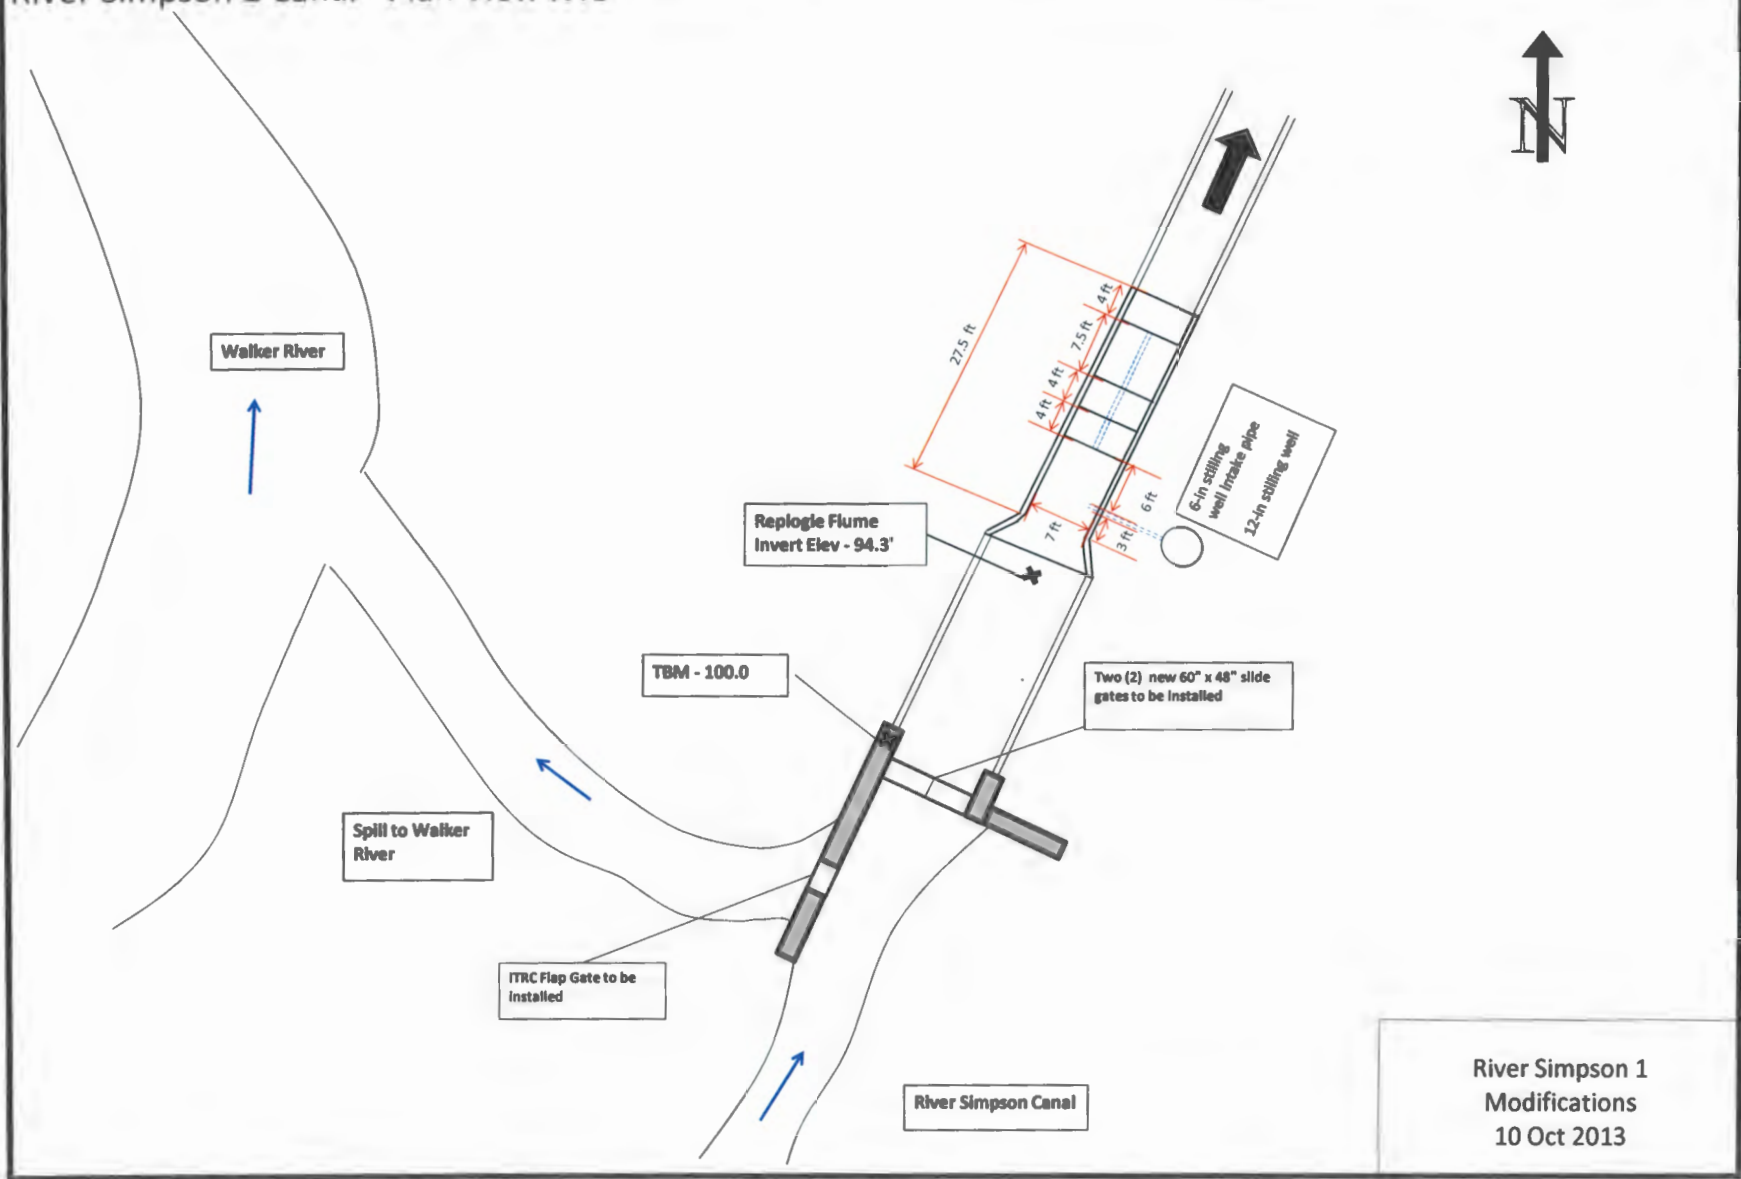 N
4 ft
7.5 ft
27.5 ft
4 ft
4 ft
Walker River
6-in stilling
well intake pipe
12-in stilling well
6 ft
Replogle Flume
Invert Elev - 94.3'
7 ft
3 ft
TBM - 100.0
Two (2) new 60" x 48" slide
gates to be installed
Spill to Walker
River
ITRC Flap Gate to be
installed
River Simpson Canal
River Simpson 1
Modifications
10 Oct 2013